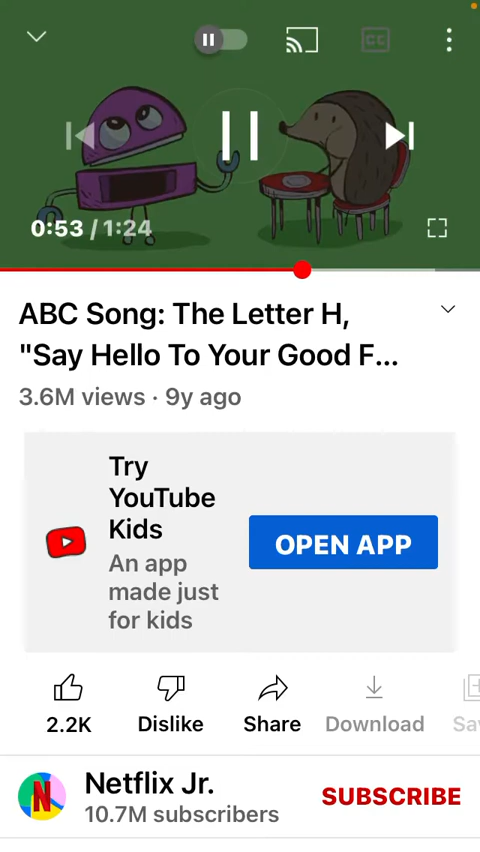 CC
0:53 / 1:24
ABC Song: The Letter H,
"Say Hello To Your Good F...
3.6M views · 9y ago
Try
YouTube
Kids
An app
made just
for kids
OPEN APP
2.2K Dislike Share Download Sa
N
Netflix Jr.
10.7M subscribers
SUBSCRIBE